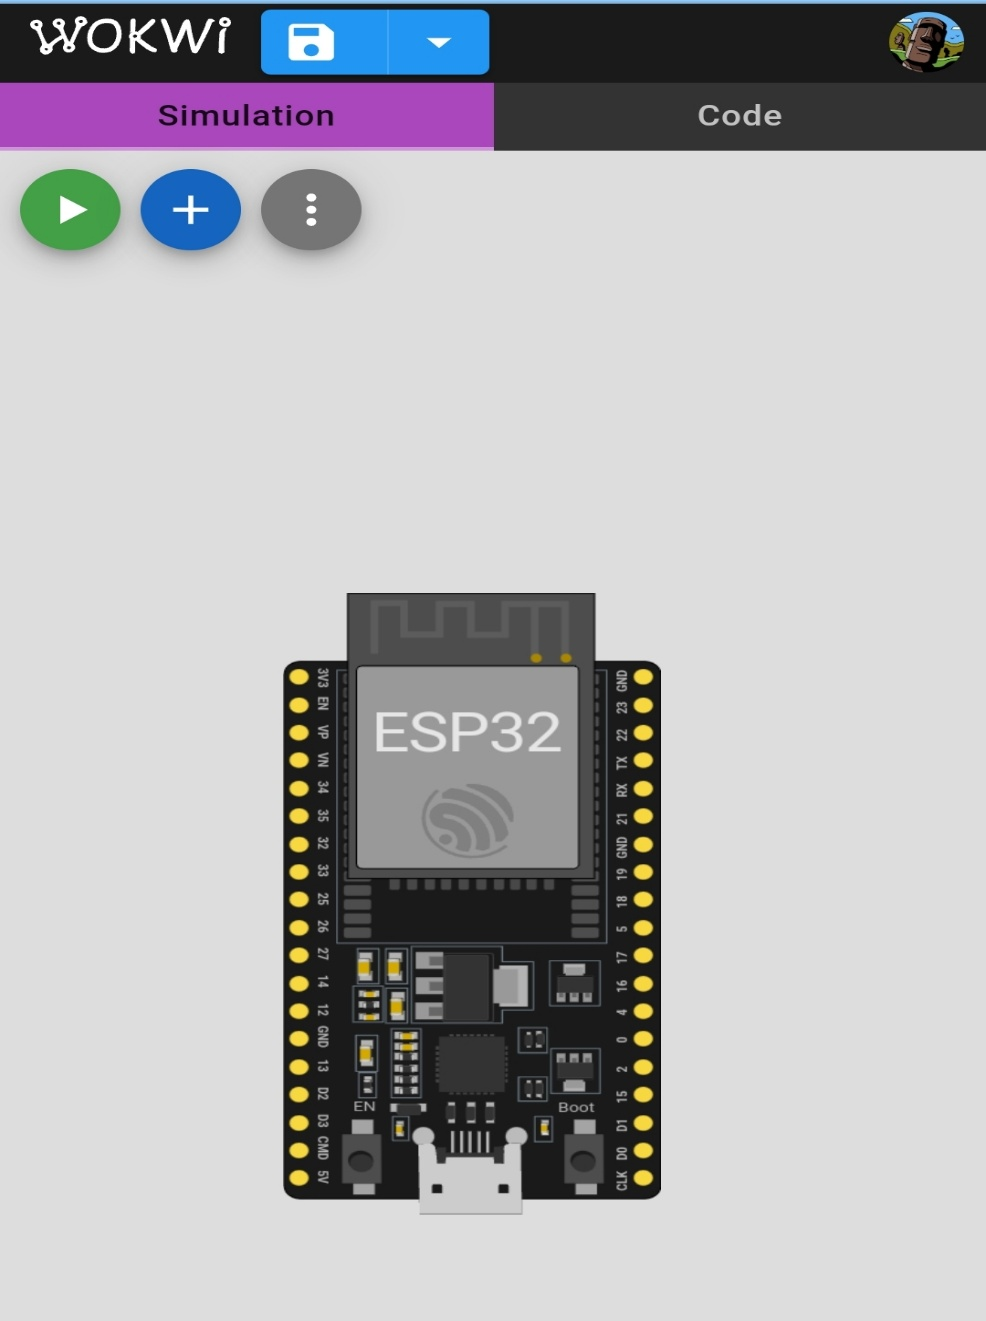 WOKWi
Simulation
Code
ESP32
3V3
EN
VP
VN
34
35
32
33
25
26
27
14
12
GND
13
D2
D3
CMD
5V
GND
23
22
TX
RX
21
GND
19
18
5
17
16
4
0
2
15
D1
D0
CLK
EN
Boot